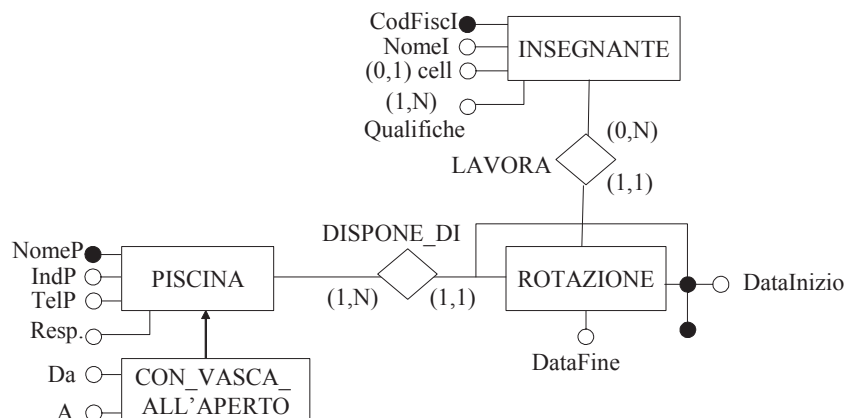 CodFiscI
NomeI
(0,1) cell
(1,N)
Qualifiche
INSEGNANTE
(0,N)
LAVORA
(1,1)
DISPONE_DI
NomeP
IndP
TelP
Resp.
PISCINA
(1,N)
(1,1)
ROTAZIONE
DataInizio
DataFine
Da
A
CON_VASCA_
ALL'APERTO